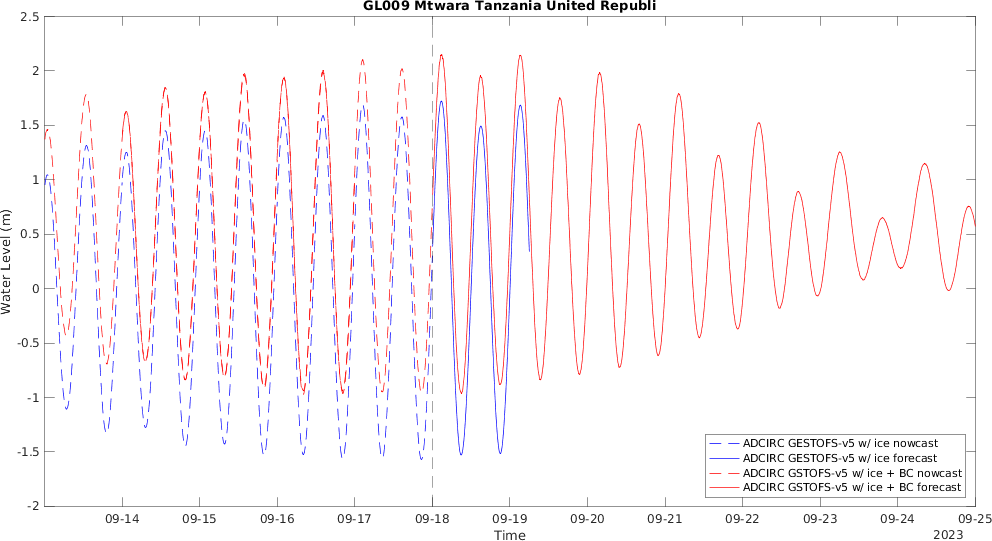 GL009 Mtwara Tanzania United Republi
2.5
2
1.5
1
0.5
0
-0.5
-1
-1.5
-2
Water Level (m)
ADCIRC GESTOFS-v5 w/ ice nowcast
ADCIRC GESTOFS-v5 w/ ice forecast
ADCIRC GSTOFS-v5 w/ ice + BC nowcast
ADCIRC GSTOFS-v5 w/ ice + BC forecast
09-14 09-15 09-16 09-17 09-18 09-19 09-20 09-21 09-22 09-23 09-24 09-25
Time
2023